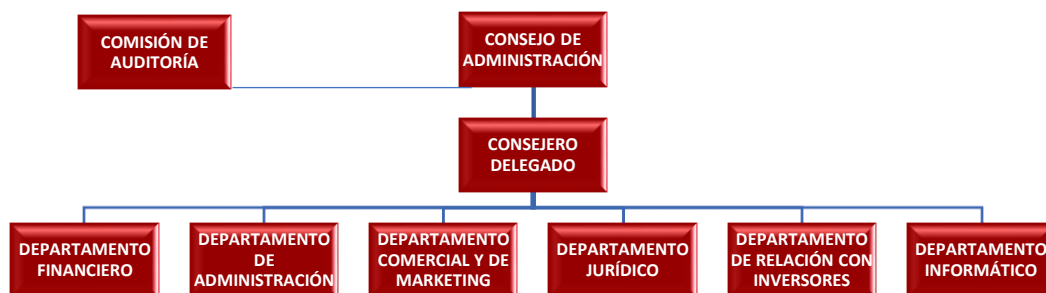 COMISIÓN DE
AUDITORÍA
CONSEJO DE
ADMINISTRACIÓN
CONSEJERO
DELEGADO
DEPARTAMENTO
FINANCIERO
DEPARTAMENTO
DE
ADMINISTRACIÓN
DEPARTAMENTO
COMERCIAL Y DE
MARKETING
DEPARTAMENTO
JURÍDICO
DEPARTAMENTO
DE RELACIÓN CON
INVERSORES
DEPARTAMENTO
INFORMÁTICO